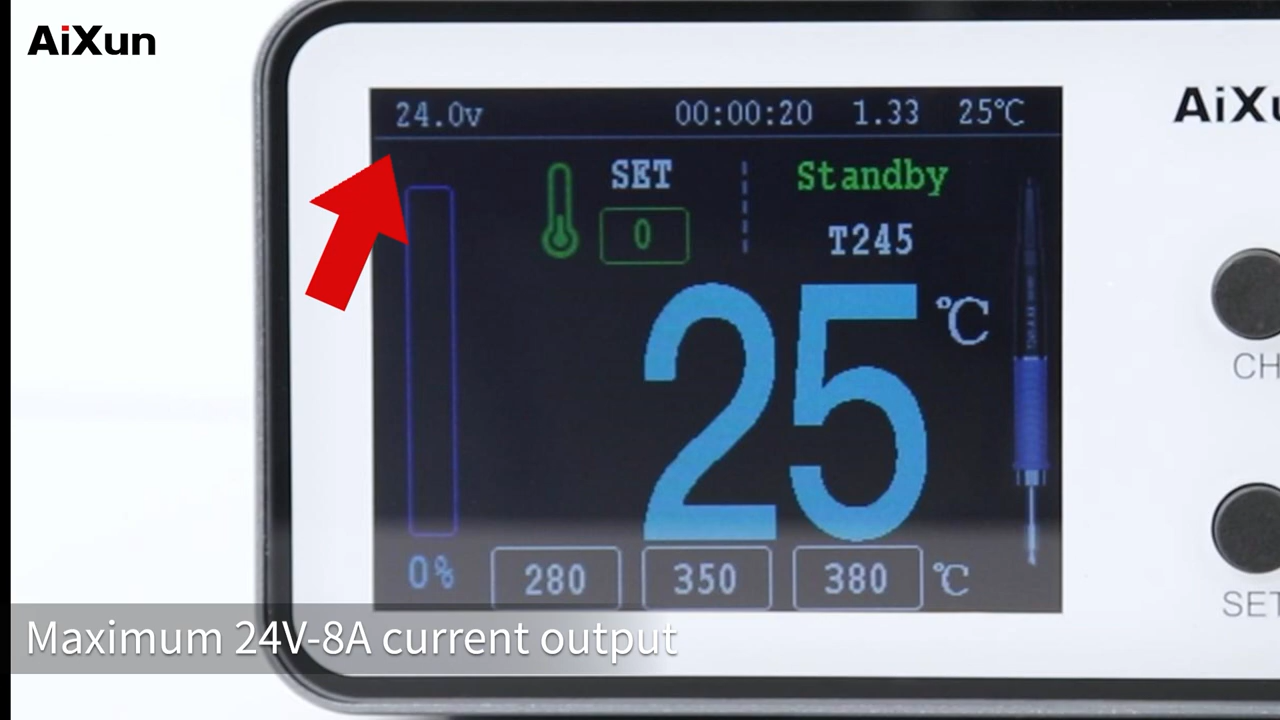 AiXun
24.0v 00:00:20 1.33 25℃
AiXu
SET Standby
0 T245
25 ℃
CH
0% 280 350 380 ℃
SET
Maximum 24V-8A current output